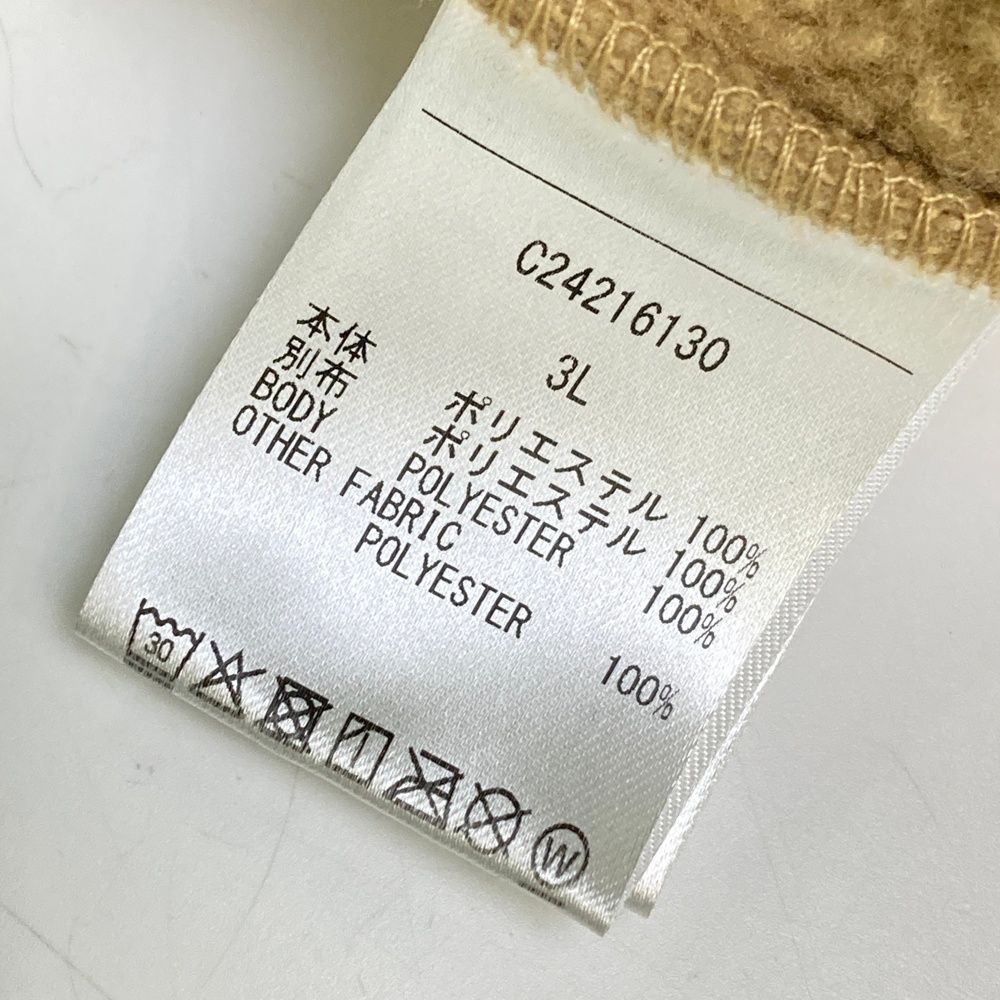 C24216130
3L
本体 ポリエステル 100%
別布 ポリエステル 100%
BODY POLYESTER 100%
OTHER FABRIC
POLYESTER 100%
30
W